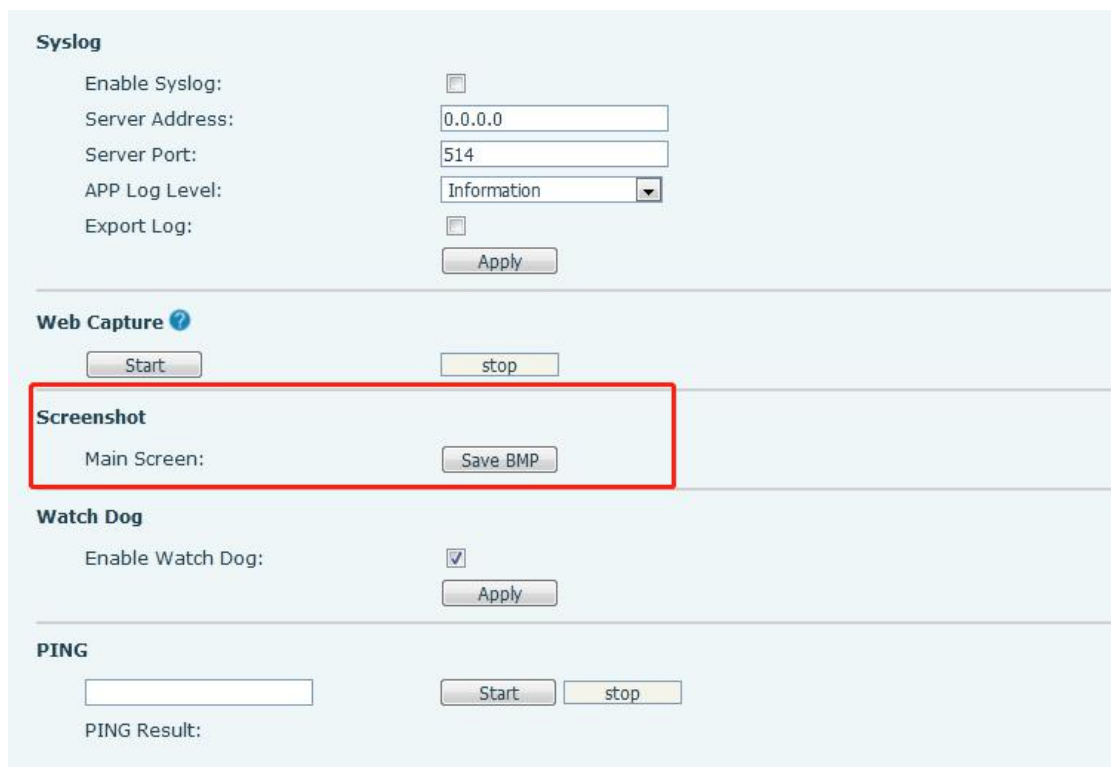 Syslog
Enable Syslog:
Server Address: 0.0.0.0
Server Port: 514
APP Log Level: Information
Export Log:
Apply
Web Capture ?
Start stop
Screenshot
Main Screen: Save BMP
Watch Dog
Enable Watch Dog:
Apply
PING
Start stop
PING Result: